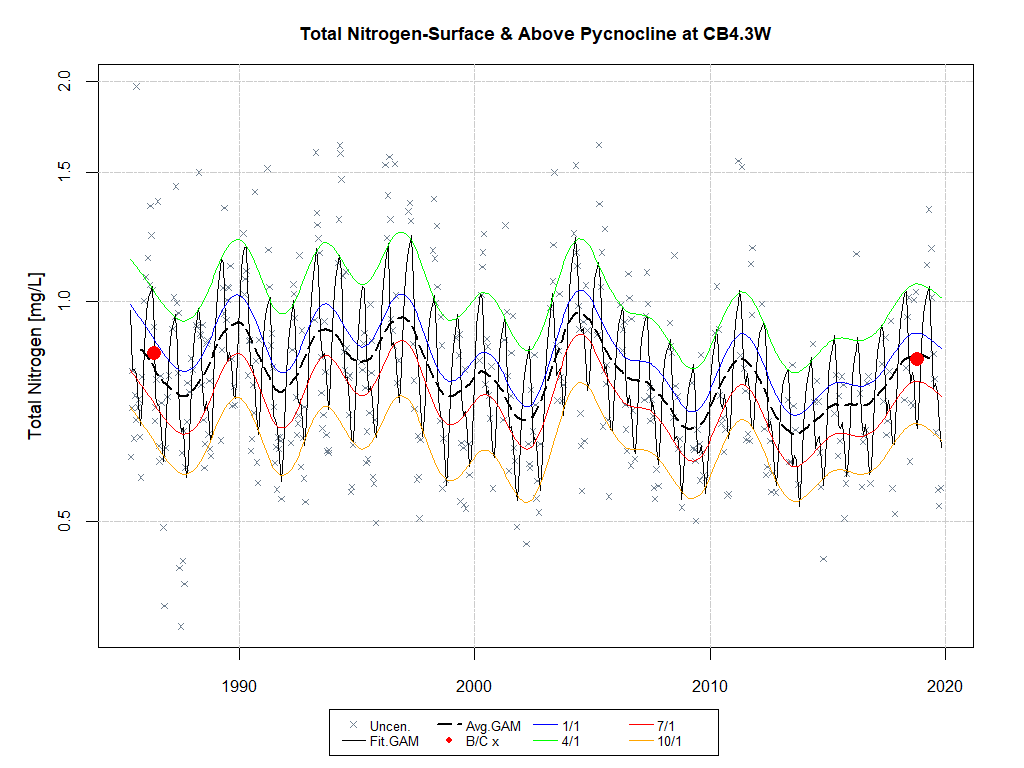 Total Nitrogen-Surface & Above Pycnocline at CB4.3W
Total Nitrogen [mg/L]
2.0
1.5
1.0
0.5
1990 2000 2010 2020
Uncen. Avg.GAM 1/1 7/1
Fit.GAM B/C x 4/1 10/1